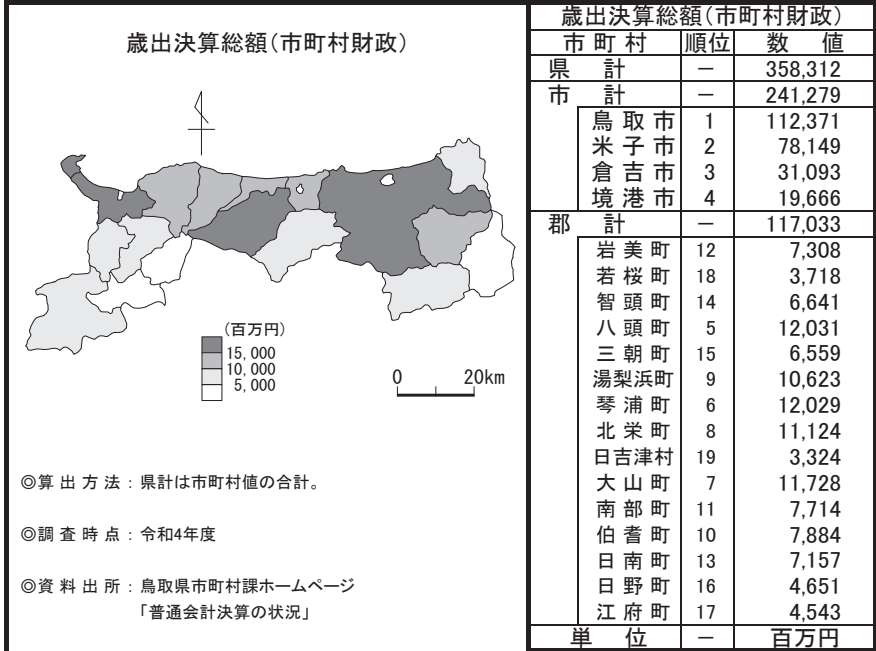 歳出決算総額(市町村財政)
(百万円)
15,000
10,000
5,000
0 20km
◎算出方法:県計は市町村値の合計。
◎調査時点:令和4年度
◎資料出所:鳥取県市町村課ホームページ
「普通会計決算の状況」
歳出決算総額(市町村財政)
市町村 順位 数値
県計 － 358,312
市計 － 241,279
鳥取市 1 112,371
米子市 2 78,149
倉吉市 3 31,093
境港市 4 19,666
郡計 － 117,033
岩美町 12 7,308
若桜町 18 3,718
智頭町 14 6,641
八頭町 5 12,031
三朝町 15 6,559
湯梨浜町 9 10,623
琴浦町 6 12,029
北栄町 8 11,124
日吉津村 19 3,324
大山町 7 11,728
南部町 11 7,714
伯耆町 10 7,884
日南町 13 7,157
日野町 16 4,651
江府町 17 4,543
単位 － 百万円